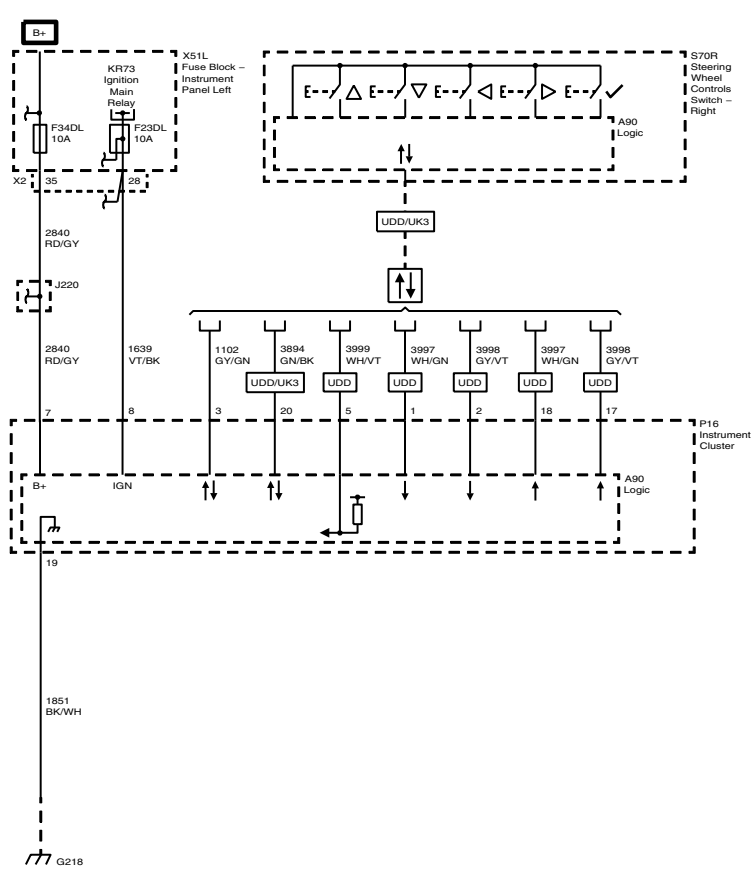 B+
X51L
Fuse Block –
Instrument
Panel Left
KR73
Ignition
Main
Relay
F34DL
10A
F23DL
10A
X2
35
28
S70R
Steering
Wheel
Controls
Switch –
Right
A90
Logic
UDD/UK3
2840
RD/GY
J220
2840
RD/GY
1639
VT/BK
1102
GY/GN
3894
GN/BK
3999
WH/VT
3997
WH/GN
3998
GY/VT
3997
WH/GN
3998
GY/VT
UDD/UK3
UDD
UDD
UDD
UDD
UDD
7
8
3
20
5
1
2
18
17
P16
Instrument
Cluster
B+
IGN
A90
Logic
19
1851
BK/WH
G218